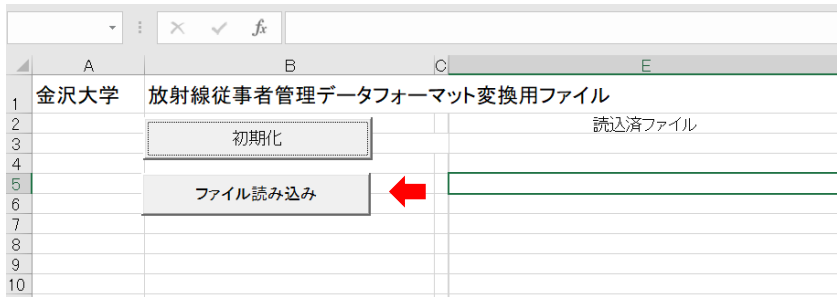 fx
A B C E
1 金沢大学 放射線従事者管理データフォーマット変換用ファイル
2 読込済ファイル
初期化
3
4
5
ファイル読み込み
6
7
8
9
10